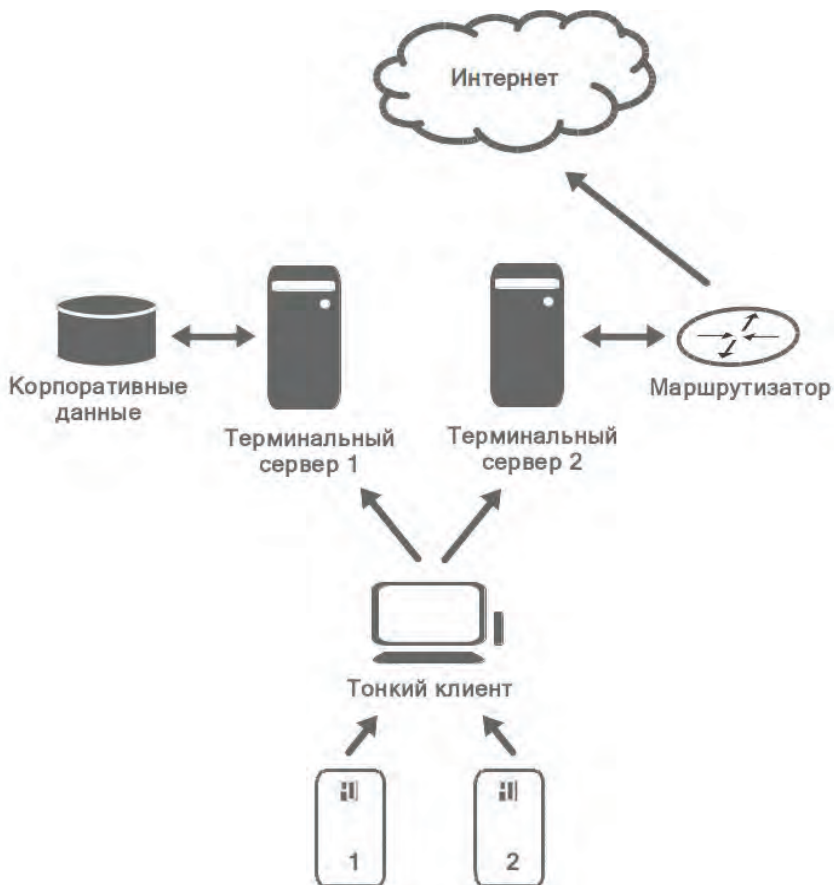 Интернет
Корпоративные
данные
Терминальный
сервер 1
Терминальный
сервер 2
Маршрутизатор
Тонкий клиент
1
2